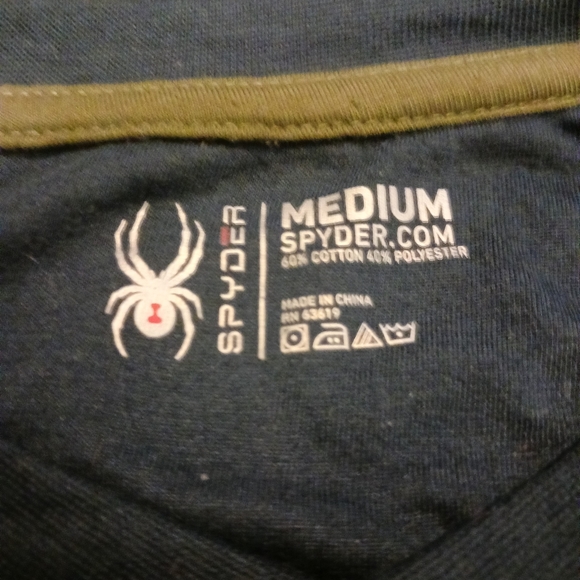 SPYDER
MEDIUM
SPYDER.COM
60% COTTON 40% POLYESTER
MADE IN CHINA
RN 63619